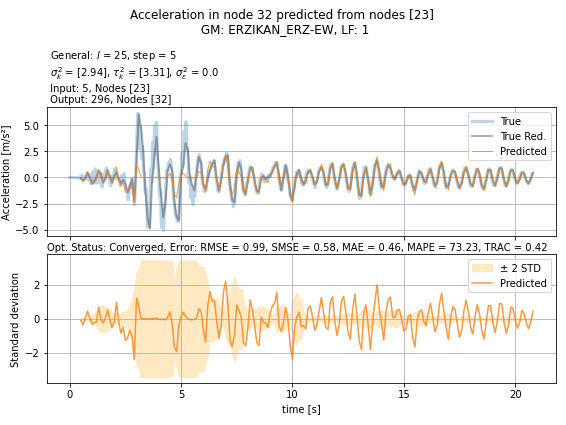 Acceleration in node 32 predicted from nodes [23]
GM: ERZIKAN_ERZ-EW, LF: 1
General: l = 25, step = 5
σ²ₖ = [2.94], τ²ₖ = [3.31], σ²ε = 0.0
Input: 5, Nodes [23]
Output: 296, Nodes [32]
Acceleration [m/s²]
5.0
2.5
0.0
−2.5
−5.0
True
True Red.
Predicted
Opt. Status: Converged, Error: RMSE = 0.99, SMSE = 0.58, MAE = 0.46, MAPE = 73.23, TRAC = 0.42
Standard deviation
2
0
−2
± 2 STD
Predicted
0 5 10 15 20
time [s]